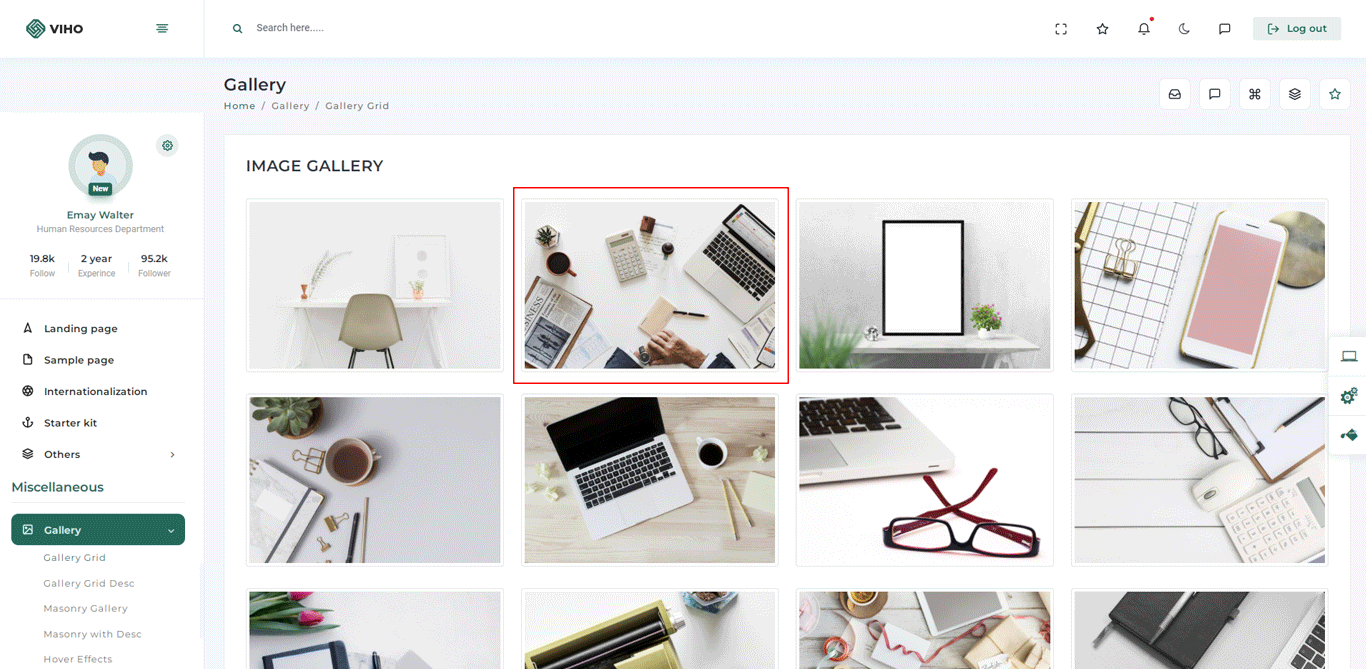 VIHO
Search here.....
Log out
Gallery
Home / Gallery / Gallery Grid
New
Emay Walter
Human Resources Department
19.8k
Follow
2 year
Experince
95.2k
Follower
Landing page
Sample page
Internationalization
Starter kit
Others
Miscellaneous
Gallery
Gallery Grid
Gallery Grid Desc
Masonry Gallery
Masonry with Desc
Hover Effects
IMAGE GALLERY
BUSINESS